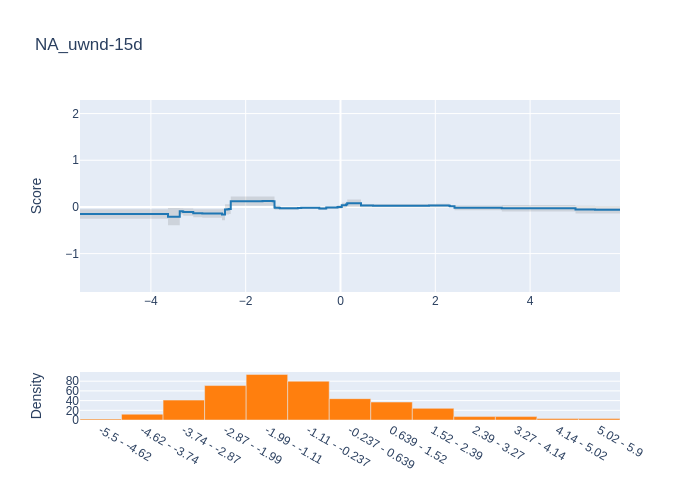 NA_uwnd-15d
Score
2
1
0
−1
−4
−2
0
2
4
Density
80
60
40
20
0
-5.5 - -4.62
-4.62 - -3.74
-3.74 - -2.87
-2.87 - -1.99
-1.99 - -1.11
-1.11 - -0.237
-0.237 - 0.639
0.639 - 1.52
1.52 - 2.39
2.39 - 3.27
3.27 - 4.14
4.14 - 5.02
5.02 - 5.9